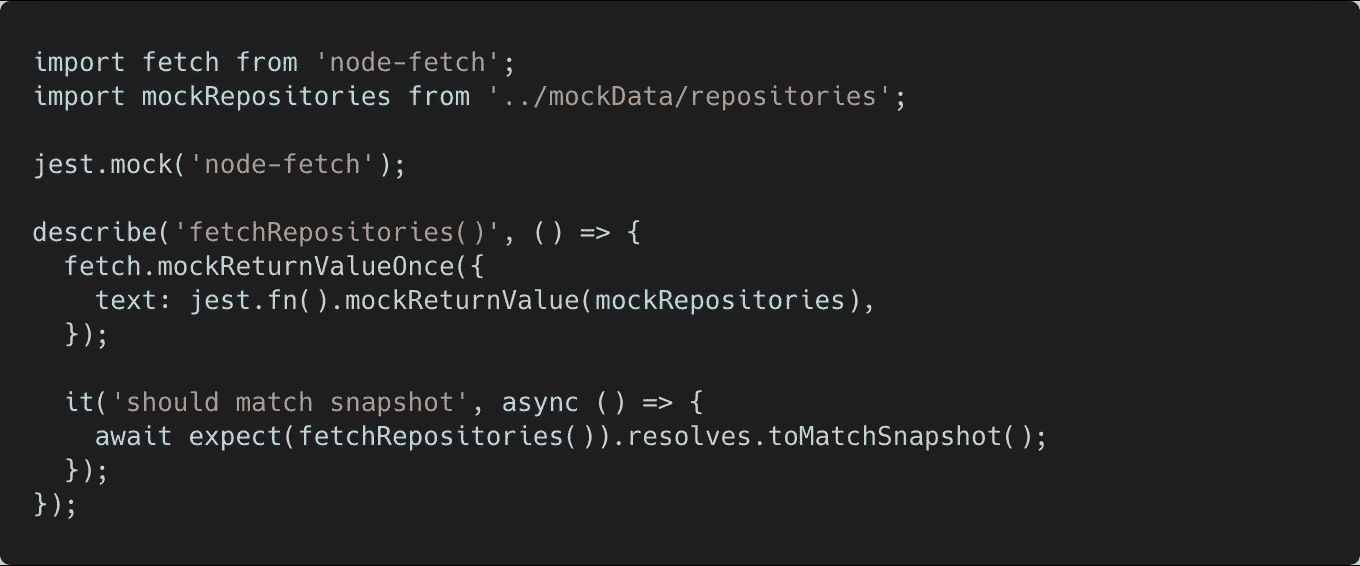 import fetch from 'node-fetch';
import mockRepositories from '../mockData/repositories';
jest.mock('node-fetch');
describe('fetchRepositories()', () => {
  fetch.mockReturnValueOnce({
    text: jest.fn().mockReturnValue(mockRepositories),
  });
  it('should match snapshot', async () => {
    await expect(fetchRepositories()).resolves.toMatchSnapshot();
  });
});